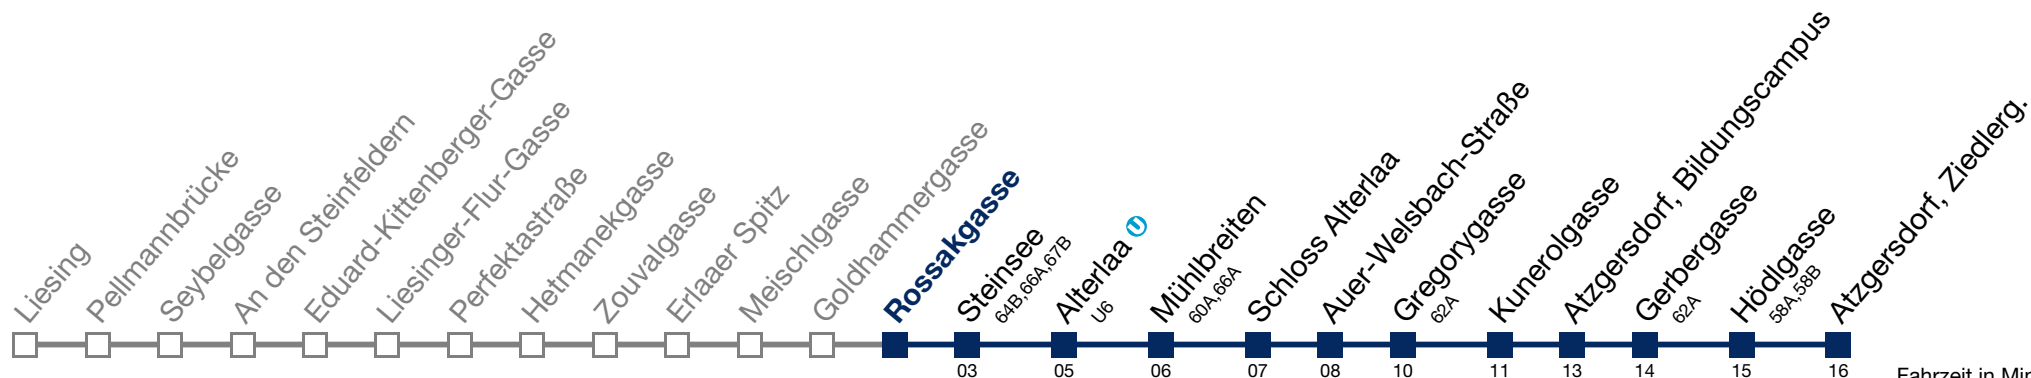 Liesing
Pellmannbrücke
Seybelgasse
An den Steinfeldern
Eduard-Kittenberger-Gasse
Liesinger-Flur-Gasse
Perfektastraße
Hetmanekgasse
Zouvalgasse
Erlaaer Spitz
Meischlgasse
Goldhammergasse
Rossakgasse
Steinsee
64B,66A,67B
Alterlaa U
U6
Mühlbreiten
60A,66A
Schloss Alterlaa
Auer-Welsbach-Straße
Gregorygasse
62A
Kunerolgasse
Atzgersdorf, Bildungscampus
Gerbergasse
62A
Hödlgasse
58A,58B
Atzgersdorf, Ziedlerg.
03 05 06 07 08 10 11 13 14 15 16
Fahrzeit in